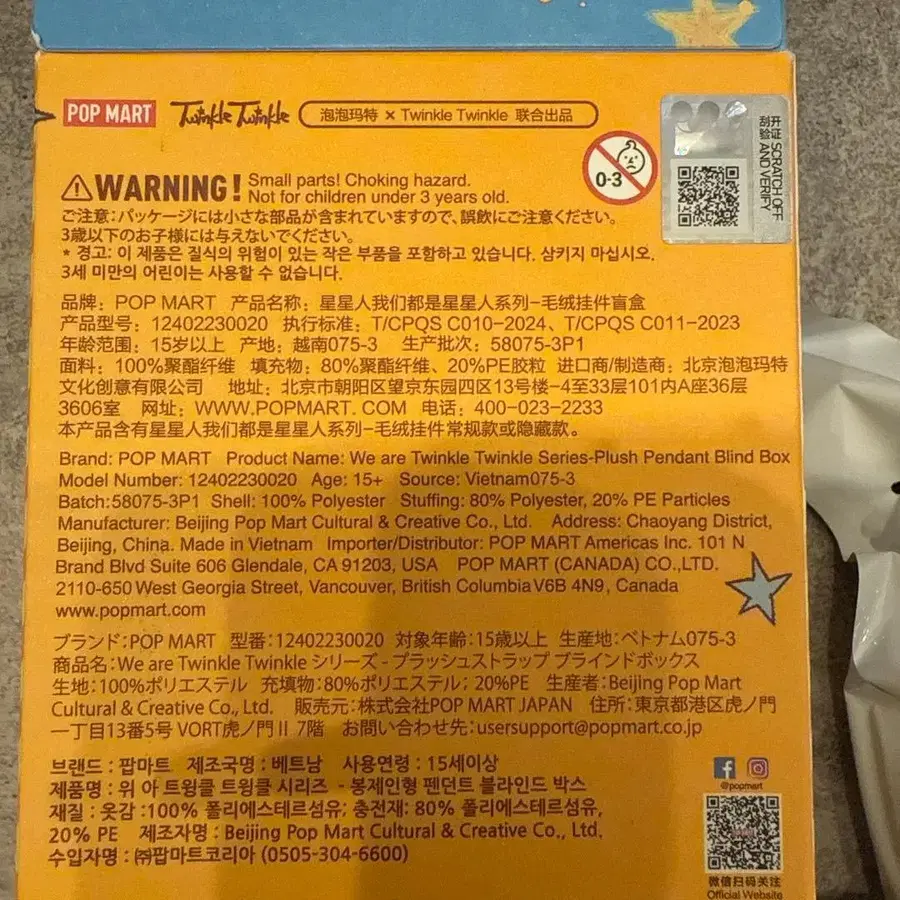 POP MART Twinkle Twinkle 泡泡玛特 × Twinkle Twinkle 联合出品
0-3
开证 SCRATCH OFF
刮验 AND VERIFY
WARNING! Small parts! Choking hazard.
Not for children under 3 years old.
ご注意:パッケージには小さな部品が含まれていますので、誤飲にご注意ください。
3歳以下のお子様には与えないでください。
* 경고: 이 제품은 질식의 위험이 있는 작은 부품을 포함하고 있습니다. 삼키지 마십시오.
3세 미만의 어린이는 사용할 수 없습니다.
品牌：POP MART 产品名称：星星人我们都是星星人系列-毛绒挂件盲盒
产品型号：12402230020 执行标准：T/CPQS C010-2024、T/CPQS C011-2023
年龄范围：15岁以上 产地：越南075-3 生产批次：58075-3P1
面料：100%聚酯纤维 填充物：80%聚酯纤维、20%PE胶粒 进口商/制造商：北京泡泡玛特
文化创意有限公司 地址：北京市朝阳区望京东园四区13号楼-4至33层101内A座36层
3606室 网址：WWW.POPMART.COM 电话：400-023-2233
本产品含有星星人我们都是星星人系列-毛绒挂件常规款或隐藏款。
Brand: POP MART Product Name: We are Twinkle Twinkle Series-Plush Pendant Blind Box
Model Number: 12402230020 Age: 15+ Source: Vietnam075-3
Batch:58075-3P1 Shell: 100% Polyester Stuffing: 80% Polyester, 20% PE Particles
Manufacturer: Beijing Pop Mart Cultural & Creative Co., Ltd. Address: Chaoyang District,
Beijing, China. Made in Vietnam Importer/Distributor: POP MART Americas Inc. 101 N
Brand Blvd Suite 606 Glendale, CA 91203, USA POP MART (CANADA) CO.,LTD.
2110-650 West Georgia Street, Vancouver, British Columbia V6B 4N9, Canada
www.popmart.com
ブランド:POP MART 型番:12402230020 対象年齢:15歳以上 生産地:ベトナム075-3
商品名:We are Twinkle Twinkle シリーズ - プラッシュストラップ ブラインドボックス
生地:100%ポリエステル 充填物:80%ポリエステル; 20%PE 生産者:Beijing Pop Mart
Cultural & Creative Co., Ltd. 販売元:株式会社POP MART JAPAN 住所:東京都港区虎ノ門
一丁目13番5号 VORT虎ノ門Ⅱ 7階 お問い合わせ先:usersupport@popmart.co.jp
브랜드 : 팝마트 제조국명 : 베트남 사용연령 : 15세이상
제품명 : 위 아 트윙클 트윙클 시리즈 - 봉제인형 펜던트 블라인드 박스
재질 : 옷감 :100% 폴리에스테르섬유; 충전재: 80% 폴리에스테르섬유,
20% PE 제조자명 : Beijing Pop Mart Cultural & Creative Co., Ltd.
수입자명 : ㈜팝마트코리아 (0505-304-6600)
@popmart
微信扫码关注
Official Website